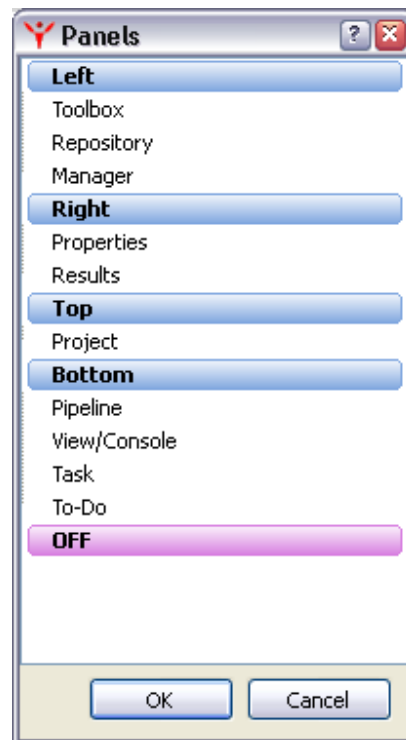 Panels
Left
Toolbox
Repository
Manager
Right
Properties
Results
Top
Project
Bottom
Pipeline
View/Console
Task
To-Do
OFF
OK Cancel